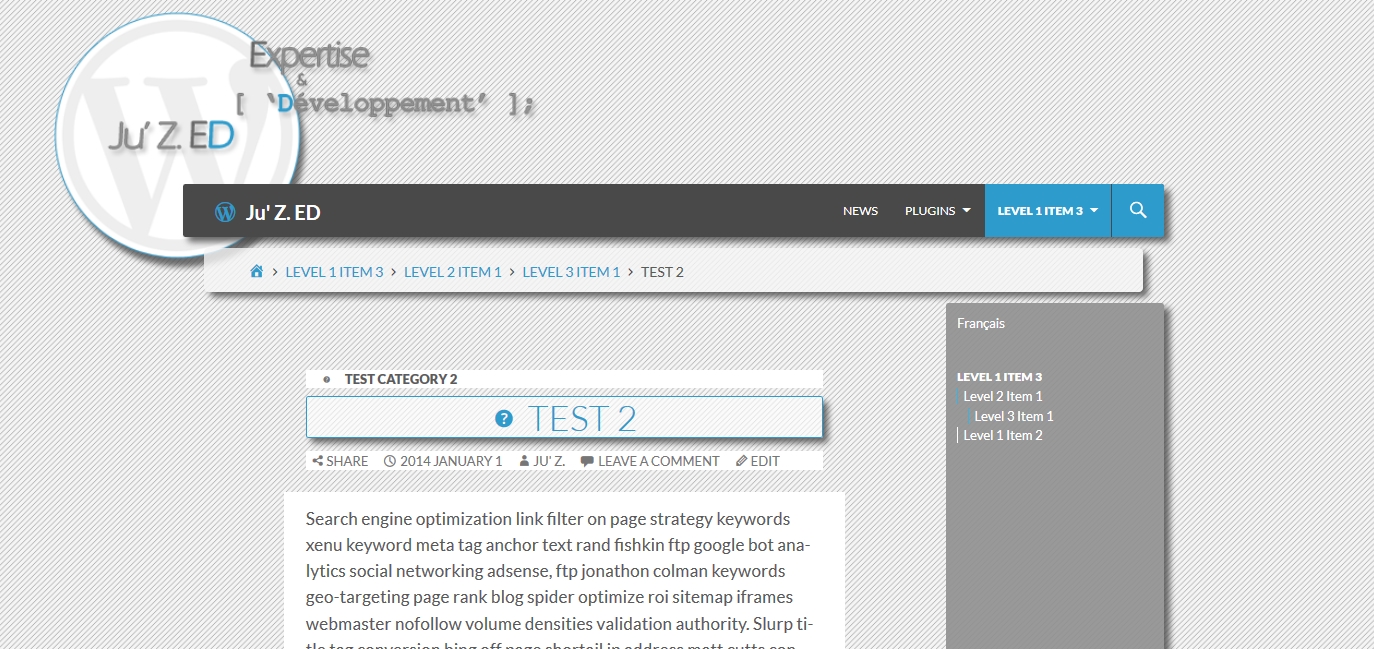 Expertise
&
[ ‘Développement’ ];
Ju’ Z. ED
Ju' Z. ED NEWS PLUGINS LEVEL 1 ITEM 3
LEVEL 1 ITEM 3 > LEVEL 2 ITEM 1 > LEVEL 3 ITEM 1 > TEST 2
Français
TEST CATEGORY 2
LEVEL 1 ITEM 3
Level 2 Item 1
Level 3 Item 1
Level 1 Item 2
? TEST 2
SHARE 2014 JANUARY 1 JU' Z. LEAVE A COMMENT EDIT
Search engine optimization link filter on page strategy keywords
xenu keyword meta tag anchor text rand fishkin ftp google bot ana-
lytics social networking adsense, ftp jonathon colman keywords
geo-targeting page rank blog spider optimize roi sitemap iframes
webmaster nofollow volume densities validation authority. Slurp ti-